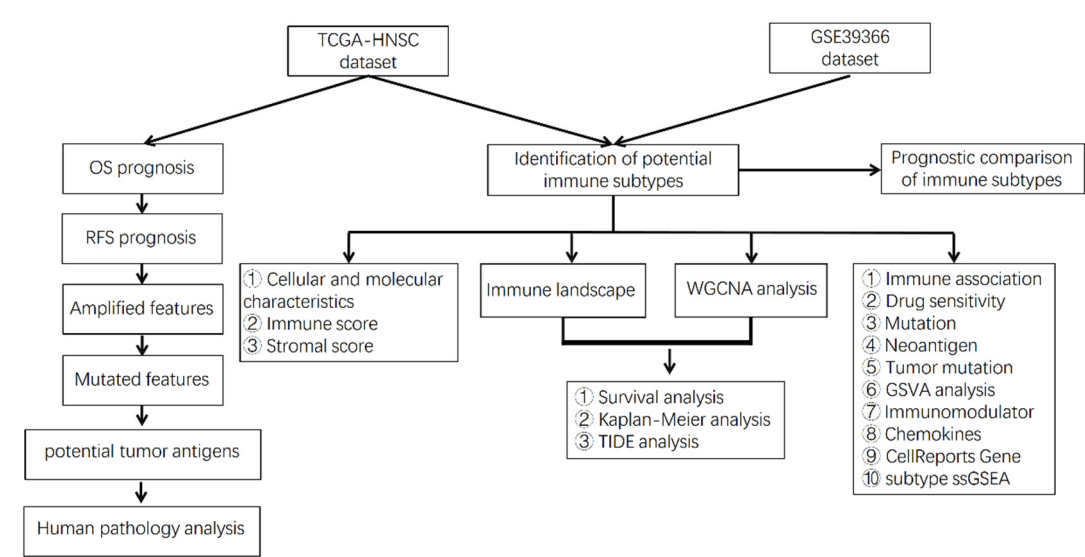 TCGA-HNSC
dataset
GSE39366
dataset
OS prognosis
RFS prognosis
Amplified features
Mutated features
potential tumor antigens
Human pathology analysis
Identification of potential
immune subtypes
Prognostic comparison
of immune subtypes
① Cellular and molecular
characteristics
② Immune score
③ Stromal score
Immune landscape
WGCNA analysis
① Survival analysis
② Kaplan-Meier analysis
③ TIDE analysis
① Immune association
② Drug sensitivity
③ Mutation
④ Neoantigen
⑤ Tumor mutation
⑥ GSVA analysis
⑦ Immunomodulator
⑧ Chemokines
⑨ CellReports Gene
⑩ subtype ssGSEA